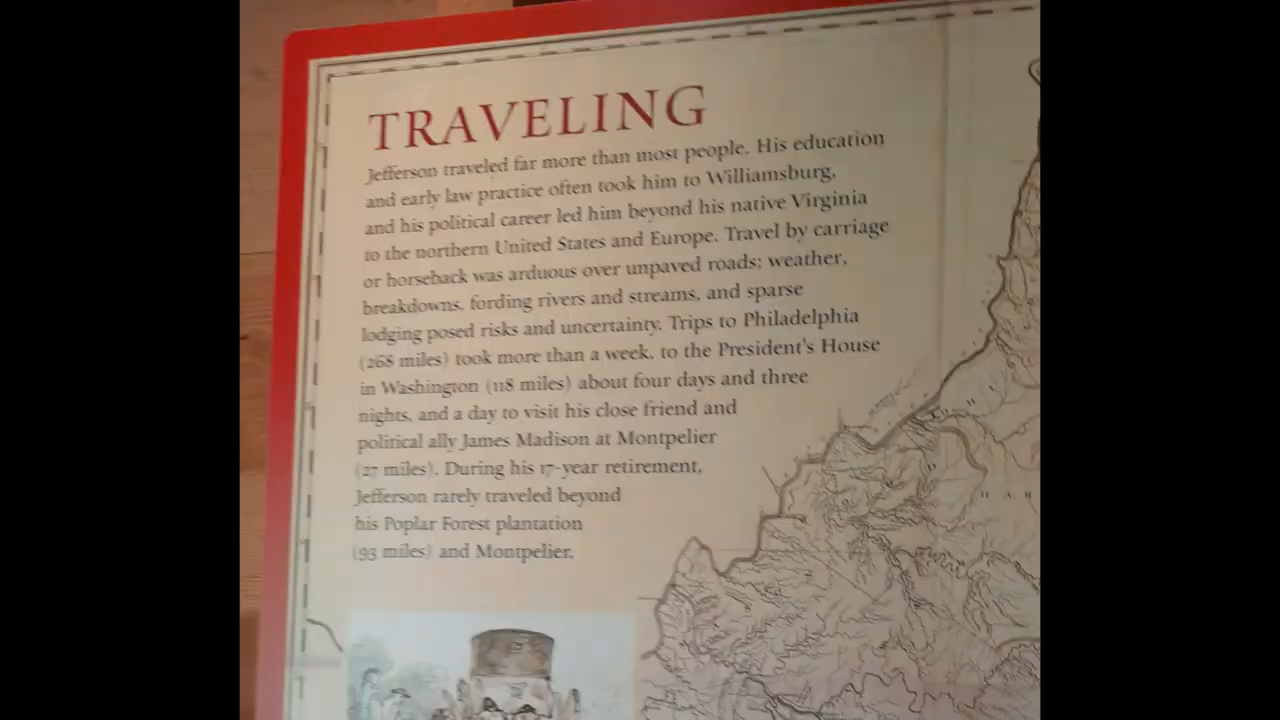 TRAVELING
Jefferson traveled far more than most people. His education
and early law practice often took him to Williamsburg,
and his political career led him beyond his native Virginia
to the northern United States and Europe. Travel by carriage
or horseback was arduous over unpaved roads; weather,
breakdowns, fording rivers and streams, and sparse
lodging posed risks and uncertainty. Trips to Philadelphia
(268 miles) took more than a week, to the President's House
in Washington (118 miles) about four days and three
nights, and a day to visit his close friend and
political ally James Madison at Montpelier
(27 miles). During his 17-year retirement,
Jefferson rarely traveled beyond
his Poplar Forest plantation
(93 miles) and Montpelier.